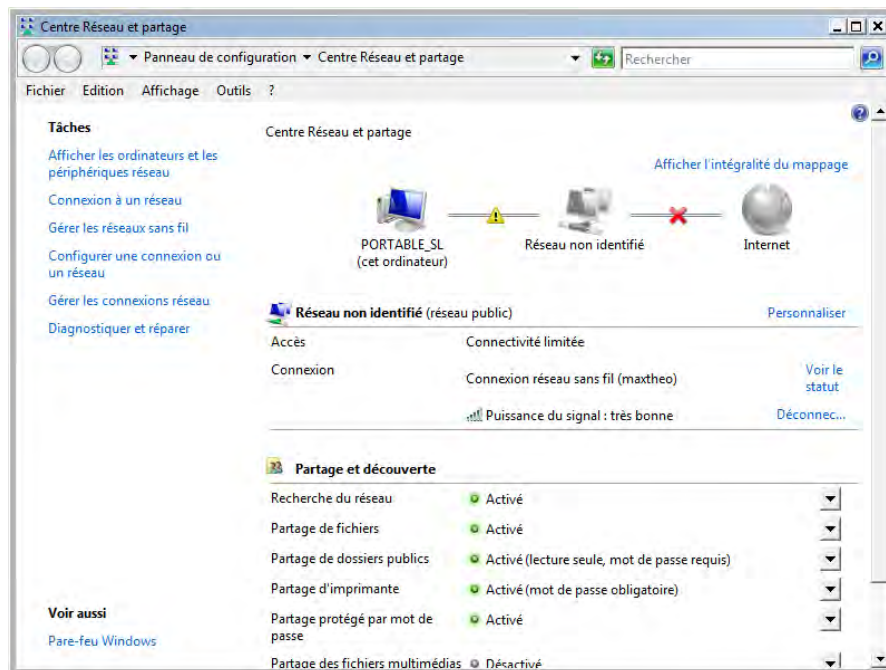 Centre Réseau et partage
Panneau de configuration Centre Réseau et partage
Rechercher
Fichier Edition Affichage Outils ?
Tâches
Afficher les ordinateurs et les
périphériques réseau
Connexion à un réseau
Gérer les réseaux sans fil
Configurer une connexion ou
un réseau
Gérer les connexions réseau
Diagnostiquer et réparer
Voir aussi
Pare-feu Windows
Centre Réseau et partage
Afficher l'intégralité du mappage
PORTABLE_SL
(cet ordinateur)
Réseau non identifié
Internet
Réseau non identifié (réseau public)
Personnaliser
Accès
Connectivité limitée
Connexion
Connexion réseau sans fil (maxtheo)
Voir le
statut
Puissance du signal : très bonne
Déconnec...
Partage et découverte
Recherche du réseau
Activé
Partage de fichiers
Activé
Partage de dossiers publics
Activé (lecture seule, mot de passe requis)
Partage d'imprimante
Activé (mot de passe obligatoire)
Partage protégé par mot de
passe
Activé
Partage des fichiers multimédias
Désactivé